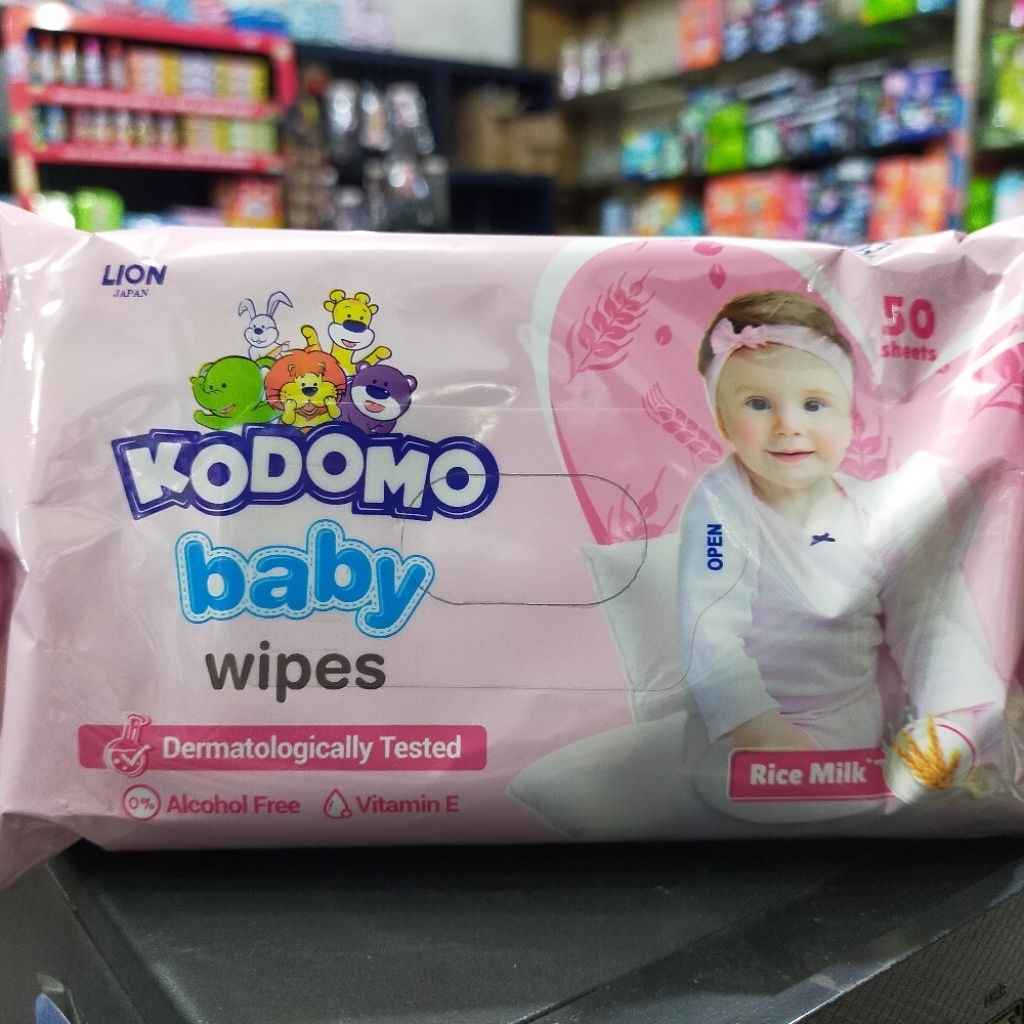 LION
JAPAN
50
sheets
KODOMO
baby
wipes
OPEN
Dermatologically Tested
0% Alcohol Free
Vitamin E
Rice Milk